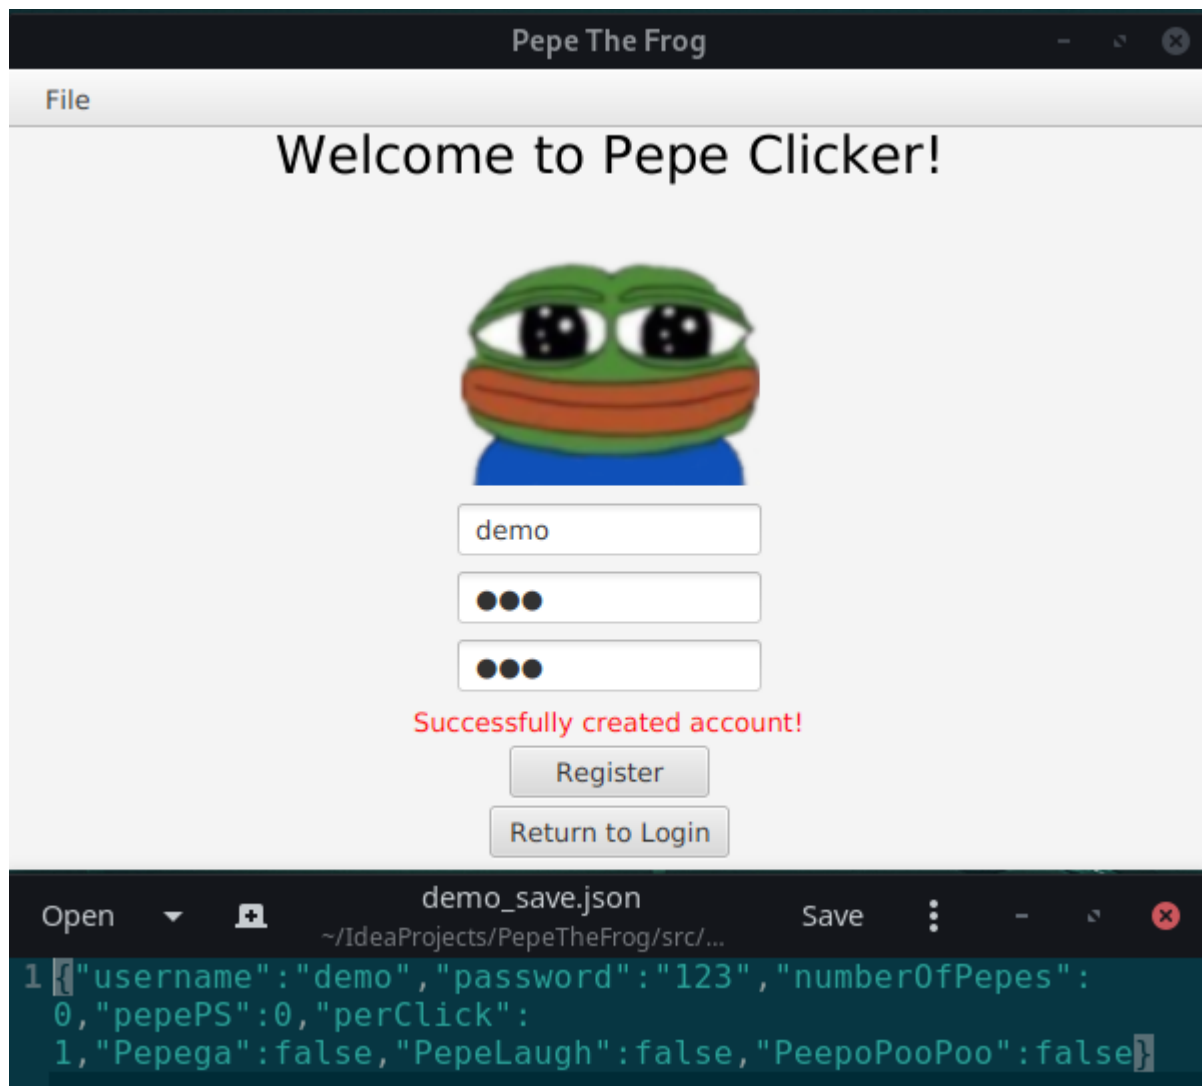 Pepe The Frog
File
Welcome to Pepe Clicker!
demo
●●●
●●●
Successfully created account!
Register
Return to Login
Open demo_save.json Save
~/IdeaProjects/PepeTheFrog/src/...
1 {"username":"demo","password":"123","numberOfPepes":
0,"pepePS":0,"perClick":
1,"Pepega":false,"PepeLaugh":false,"PeepoPooPoo":false}